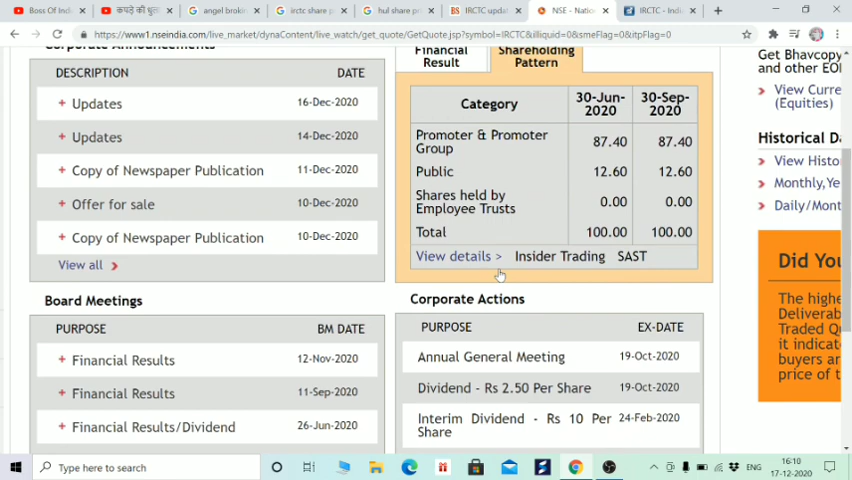 Boss Of Ind
कपड़े की धुला
angel brokin
irctc share p
hul share pri
IRCTC updat
NSE - Natio
IRCTC - Indi
https://www1.nseindia.com/live_market/dynaContent/live_watch/get_quote/GetQuote.jsp?symbol=IRCTC&illiquid=0&smeFlag=0&itpFlag=0
Corporate Announcements
DESCRIPTION DATE
+ Updates 16-Dec-2020
+ Updates 14-Dec-2020
+ Copy of Newspaper Publication 11-Dec-2020
+ Offer for sale 10-Dec-2020
+ Copy of Newspaper Publication 10-Dec-2020
View all
Financial
Result
Shareholding
Pattern
Category 30-Jun-2020 30-Sep-2020
Promoter & Promoter
Group 87.40 87.40
Public 12.60 12.60
Shares held by
Employee Trusts 0.00 0.00
Total 100.00 100.00
View details > Insider Trading SAST
Board Meetings
PURPOSE BM DATE
+ Financial Results 12-Nov-2020
+ Financial Results 11-Sep-2020
+ Financial Results/Dividend 26-Jun-2020
Corporate Actions
PURPOSE EX-DATE
Annual General Meeting 19-Oct-2020
Dividend - Rs 2.50 Per Share 19-Oct-2020
Interim Dividend - Rs 10 Per 24-Feb-2020
Share
Get Bhavcopy
and other EO
View Curre
(Equities)
Historical Da
View Histo
Monthly,Ye
Daily/Mont
Did You
The highe
Deliverab
Traded Qu
it indicat
buyers ar
price of t
Type here to search
ENG
16:10
17-12-2020